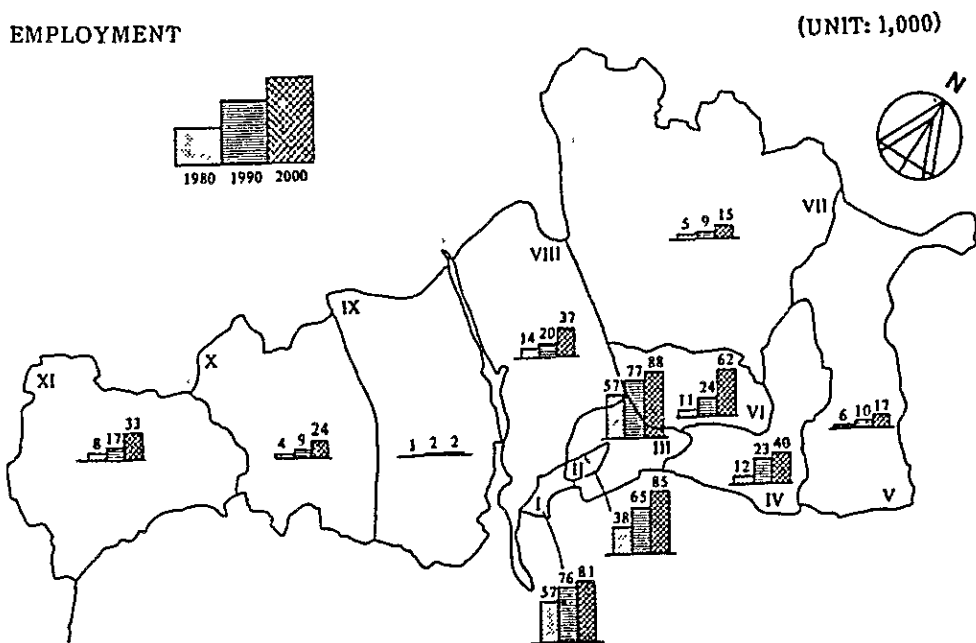 EMPLOYMENT
(UNIT: 1,000)
N
1980 1990 2000
VII
5 9 15
VIII
IX
14 20 37
X
XI
57 77 88
11 24 62
VI
6 10 17
8 17 33
4 9 24
1 2 2
III
II
12 23 40
IV
V
I
38 65 85
57 76 81